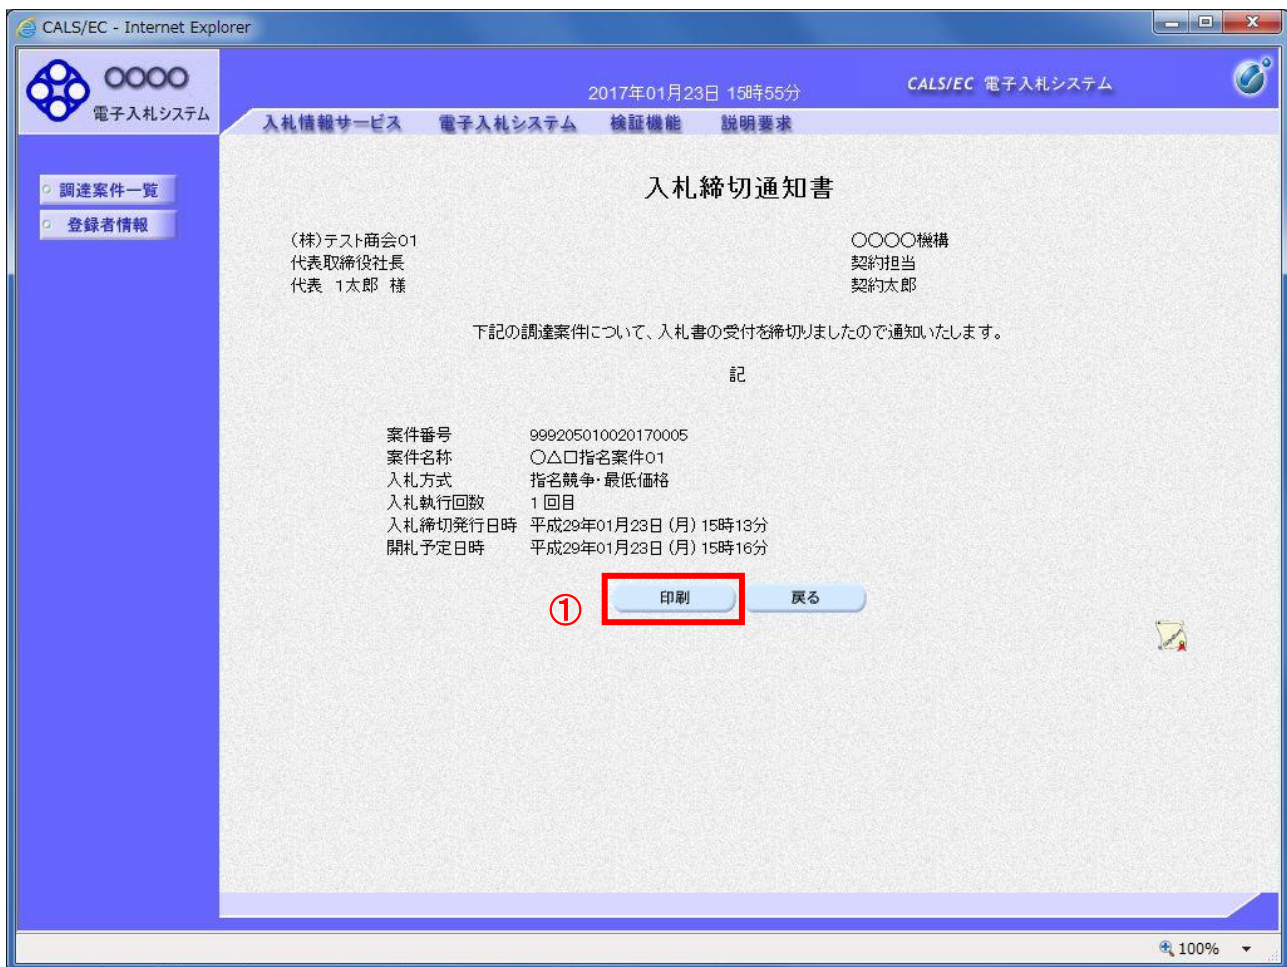 CALS/EC - Internet Explorer
○○○○
電子入札システム
2017年01月23日 15時55分
CALS/EC 電子入札システム
入札情報サービス 電子入札システム 検証機能 説明要求
調達案件一覧
登録者情報
入札締切通知書
(株)テスト商会01
代表取締役社長
代表 1太郎 様
○○○○機構
契約担当
契約太郎
下記の調達案件について、入札書の受付を締切りましたので通知いたします。
記
案件番号 999205010020170005
案件名称 ○△□指名案件01
入札方式 指名競争・最低価格
入札執行回数 1回目
入札締切発行日時 平成29年01月23日(月)15時13分
開札予定日時 平成29年01月23日(月)15時16分
① 印刷 戻る
100%